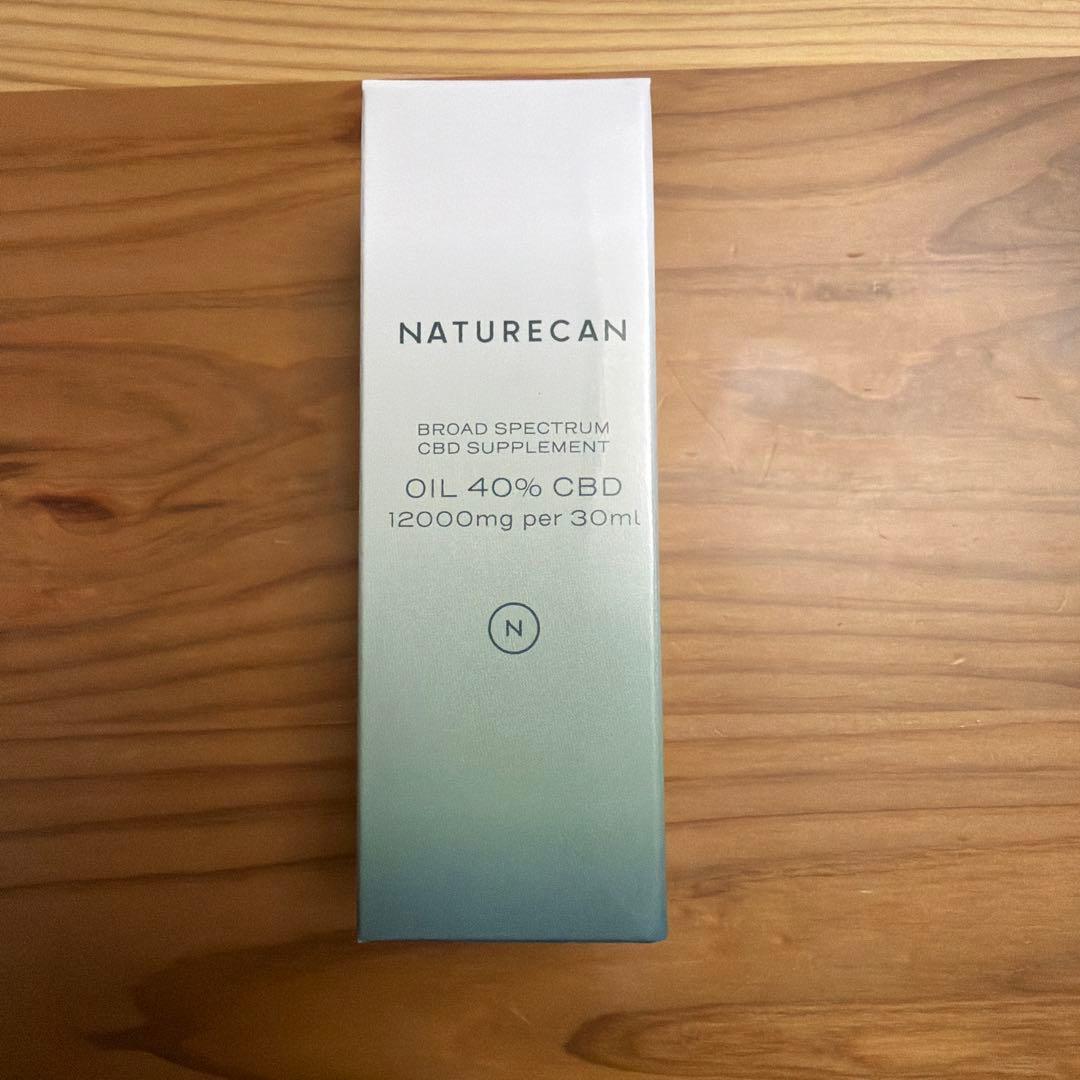 NATURECAN
BROAD SPECTRUM
CBD SUPPLEMENT
OIL 40% CBD
12000mg per 30ml
N